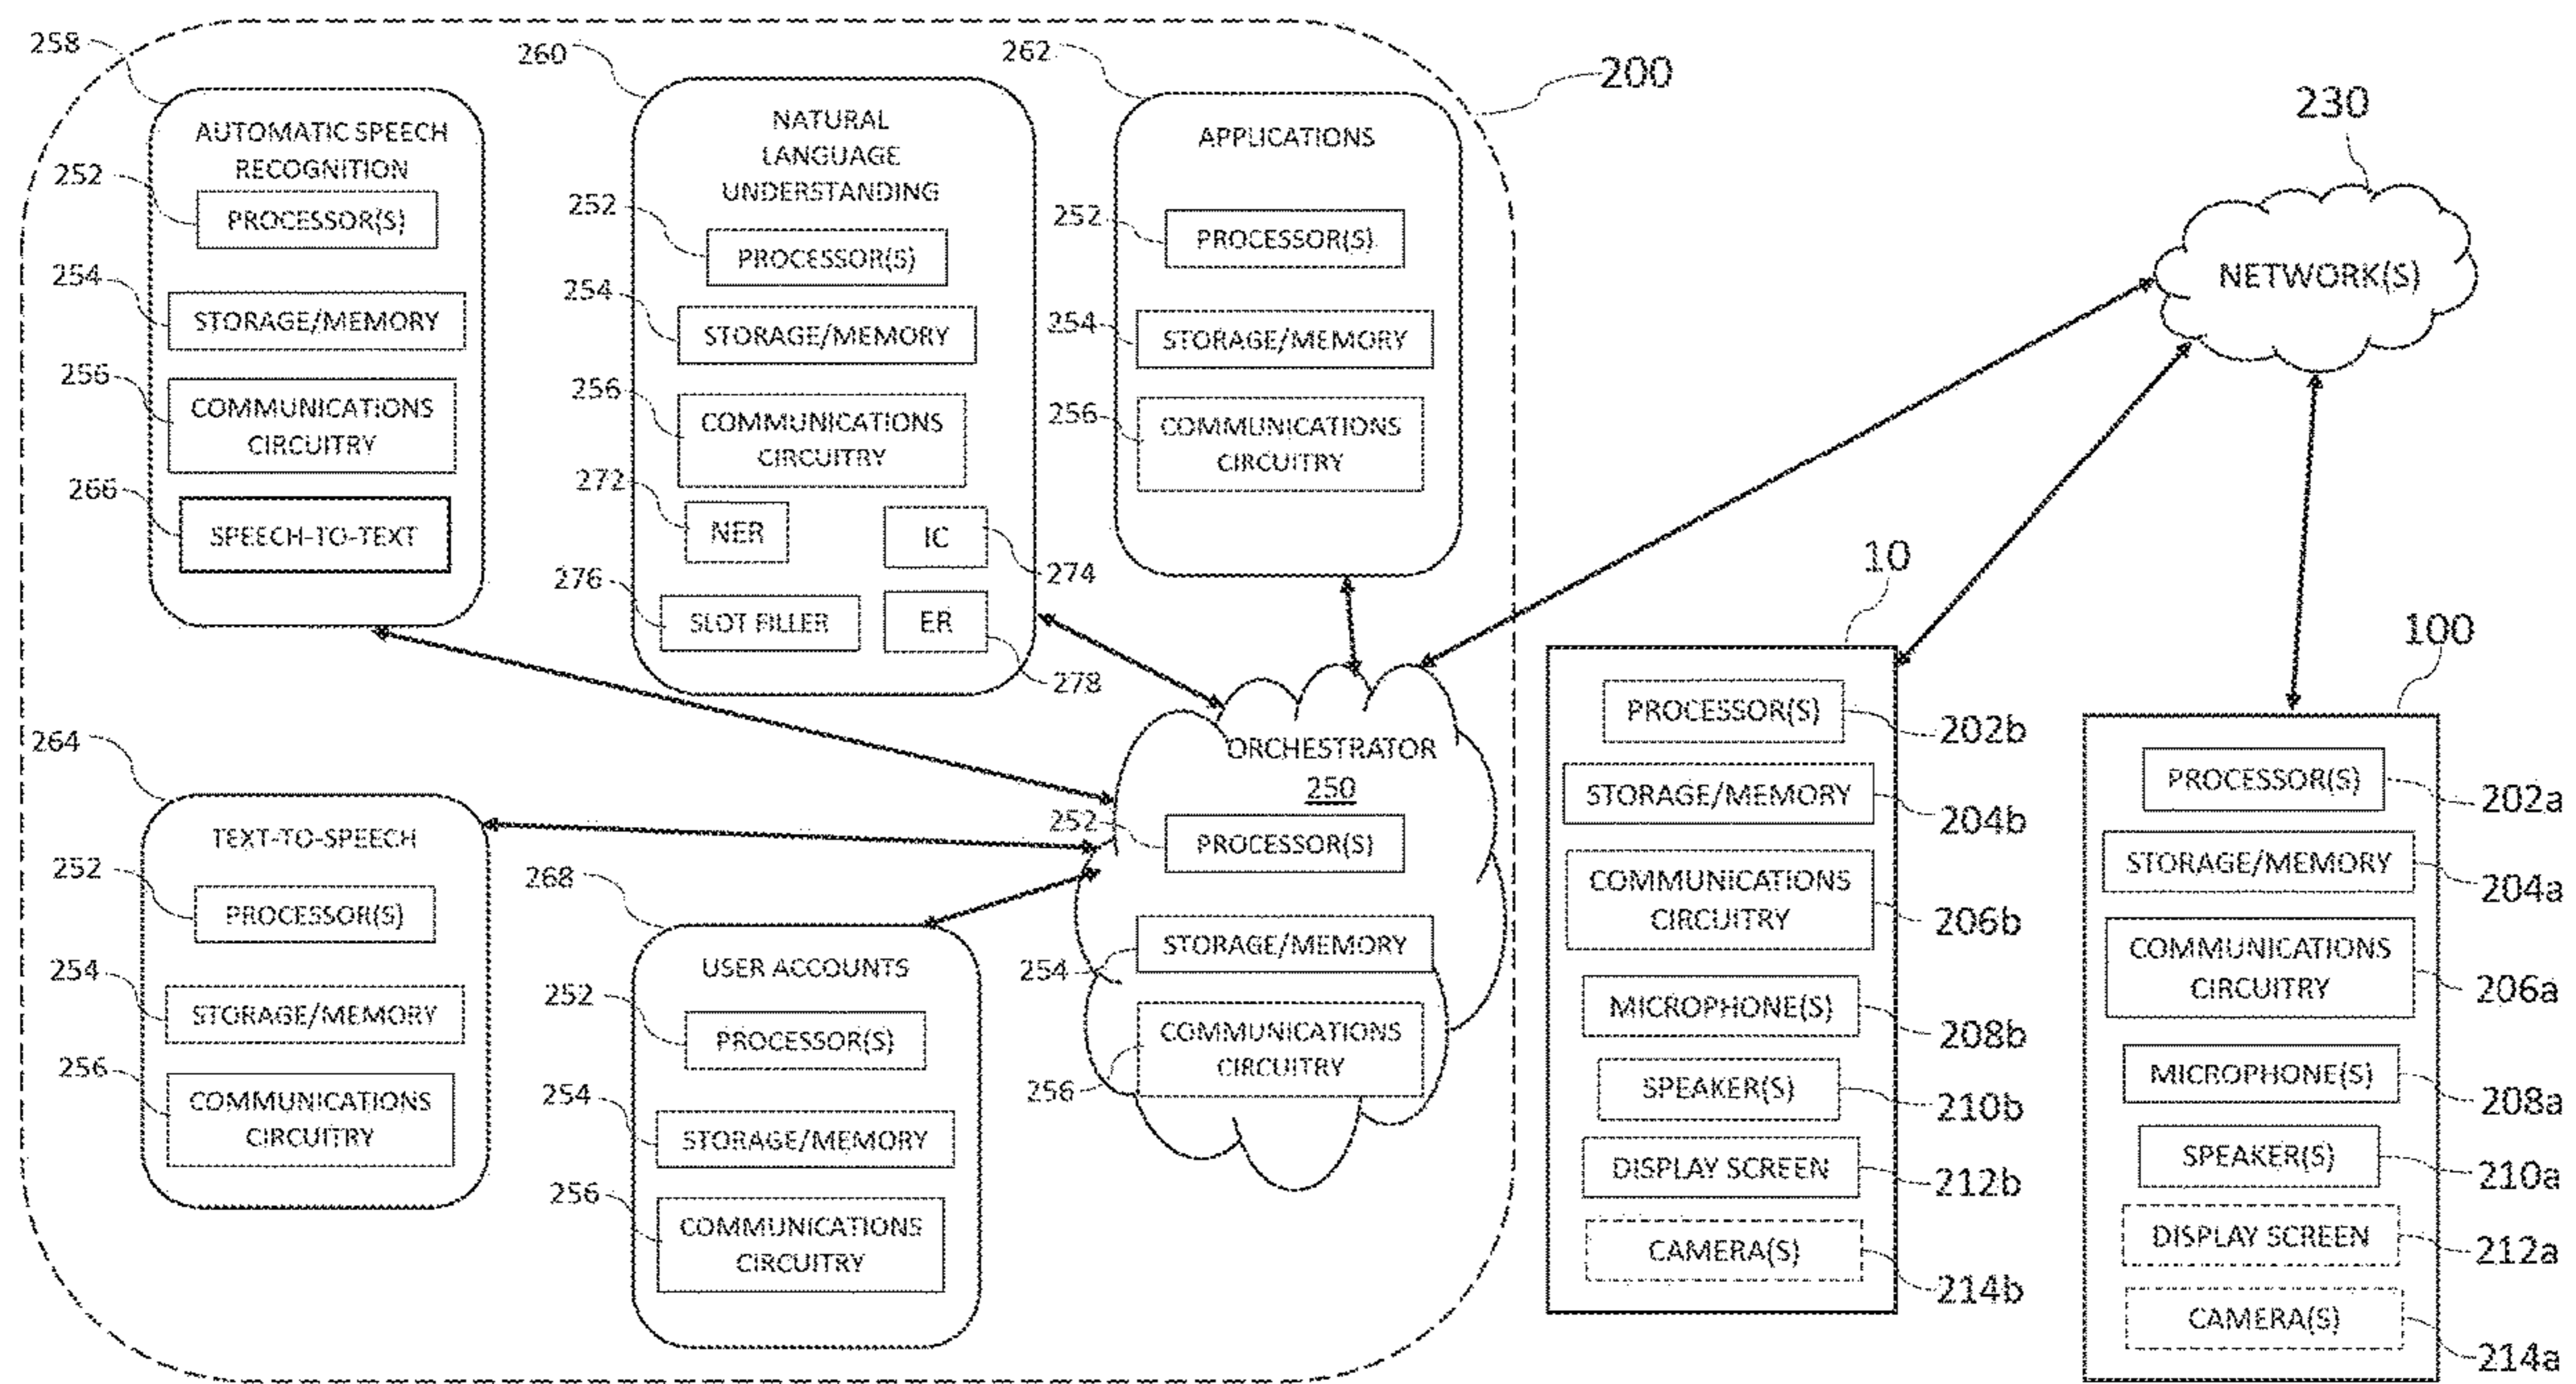 258
AUTOMATIC SPEECH
RECOGNITION
252
PROCESSOR(S)
254
STORAGE/MEMORY
256
COMMUNICATIONS
CIRCUITRY
266
SPEECH-TO-TEXT
260
NATURAL
LANGUAGE
UNDERSTANDING
252
PROCESSOR(S)
254
STORAGE/MEMORY
256
COMMUNICATIONS
CIRCUITRY
272
NER
IC
274
276
SLOT FILLER
ER
278
262
APPLICATIONS
252
PROCESSOR(S)
254
STORAGE/MEMORY
256
COMMUNICATIONS
CIRCUITRY
200
230
NETWORK(S)
264
TEXT-TO-SPEECH
252
PROCESSOR(S)
254
STORAGE/MEMORY
256
COMMUNICATIONS
CIRCUITRY
268
USER ACCOUNTS
252
PROCESSOR(S)
254
STORAGE/MEMORY
256
COMMUNICATIONS
CIRCUITRY
ORCHESTRATOR
250
252
PROCESSOR(S)
254
STORAGE/MEMORY
256
COMMUNICATIONS
CIRCUITRY
10
PROCESSOR(S)
202b
STORAGE/MEMORY
204b
COMMUNICATIONS
CIRCUITRY
206b
MICROPHONE(S)
208b
SPEAKER(S)
210b
DISPLAY SCREEN
212b
CAMERA(S)
214b
100
PROCESSOR(S)
202a
STORAGE/MEMORY
204a
COMMUNICATIONS
CIRCUITRY
206a
MICROPHONE(S)
208a
SPEAKER(S)
210a
DISPLAY SCREEN
212a
CAMERA(S)
214a